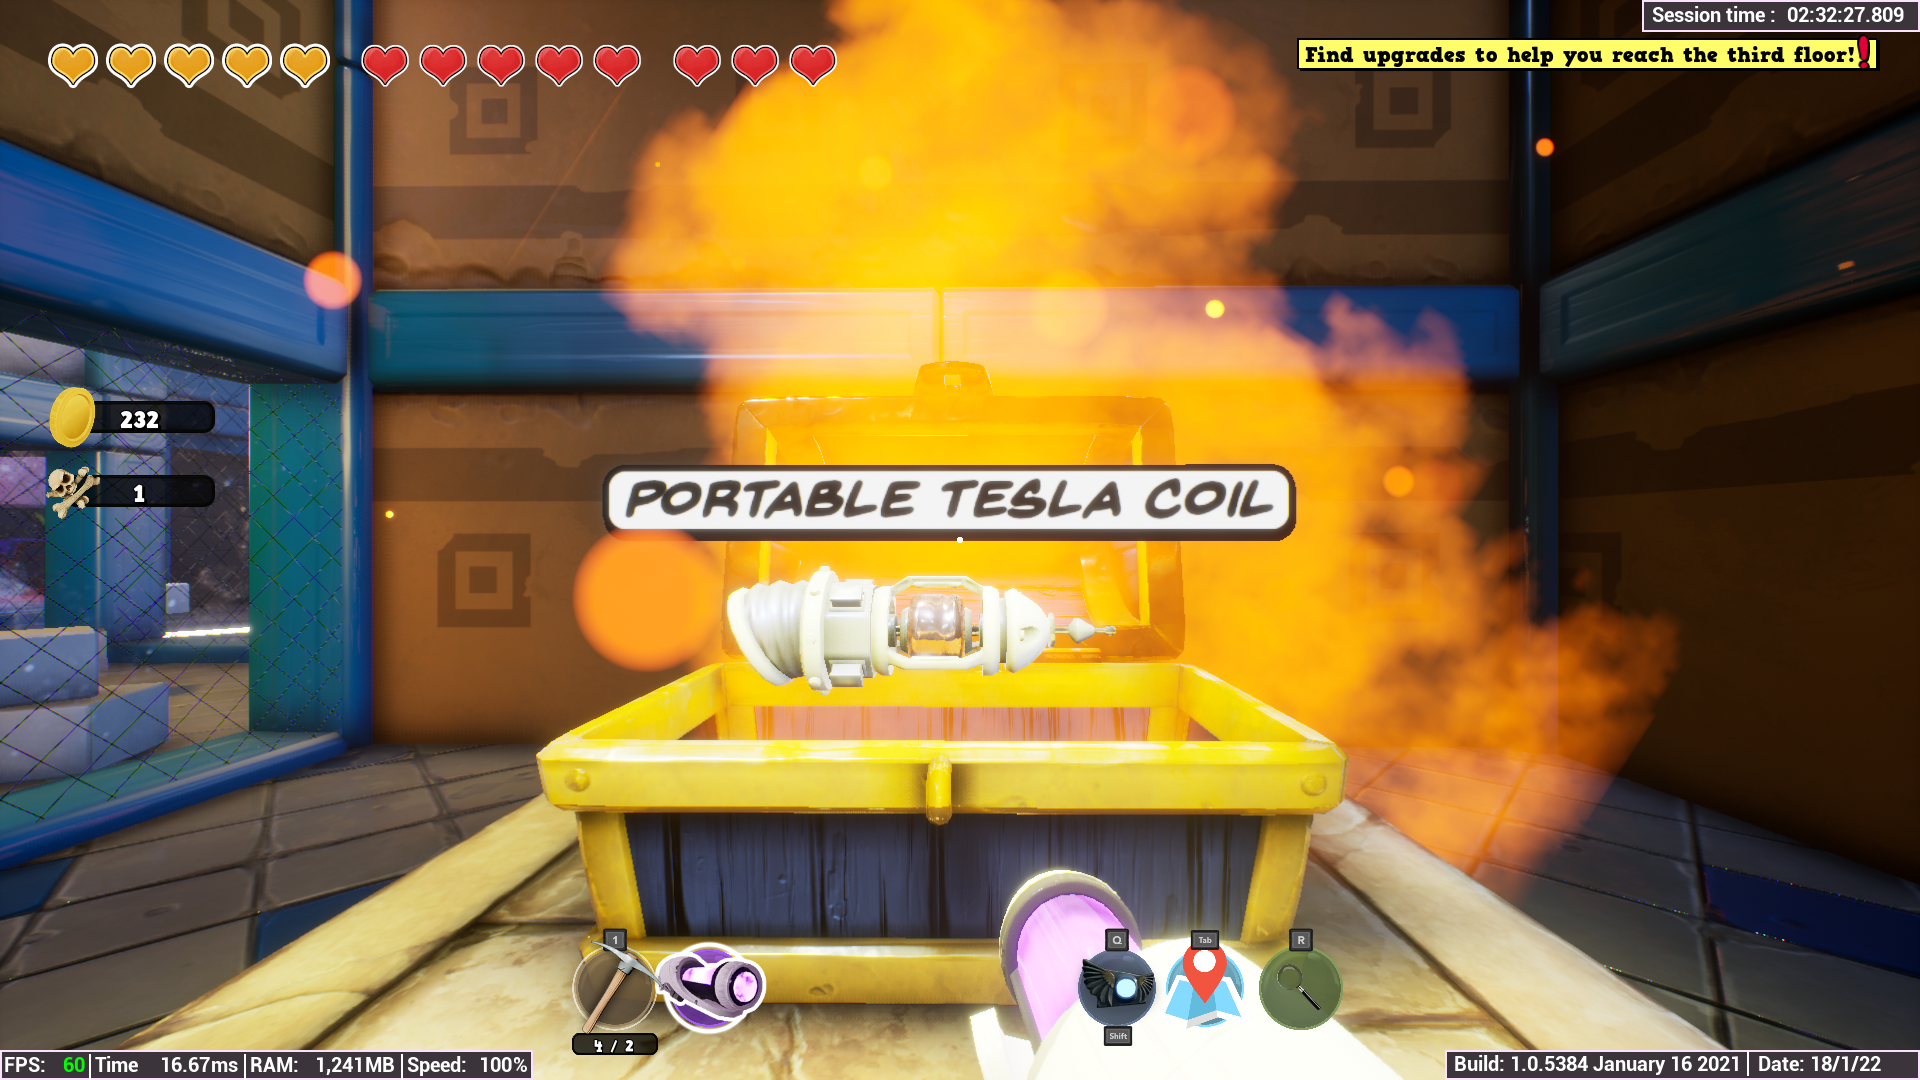 Session time : 02:32:27.809
Find upgrades to help you reach the third floor!
232
1
PORTABLE TESLA COIL
1
Q
Tab
R
Shift
4 / 2
FPS: 60 Time 16.67ms RAM: 1,241MB Speed: 100%
Build: 1.0.5384 January 16 2021 Date: 18/1/22